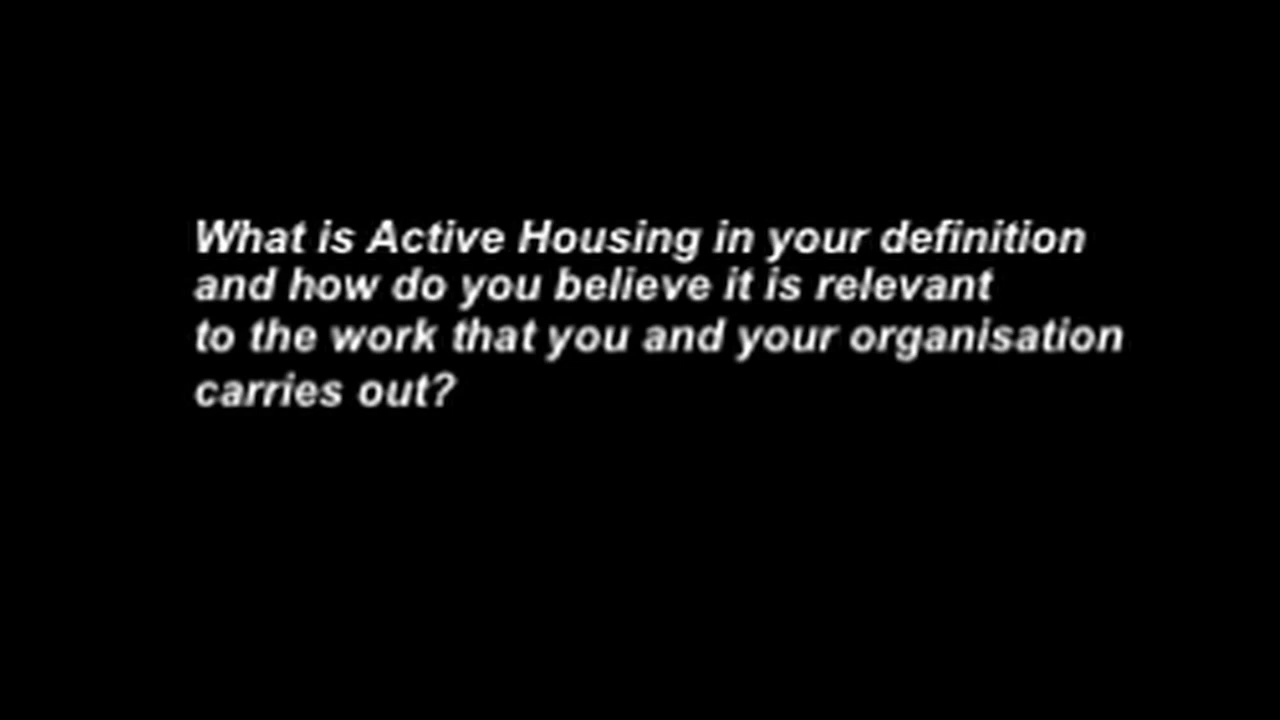 What is Active Housing in your definition
and how do you believe it is relevant
to the work that you and your organisation
carries out?